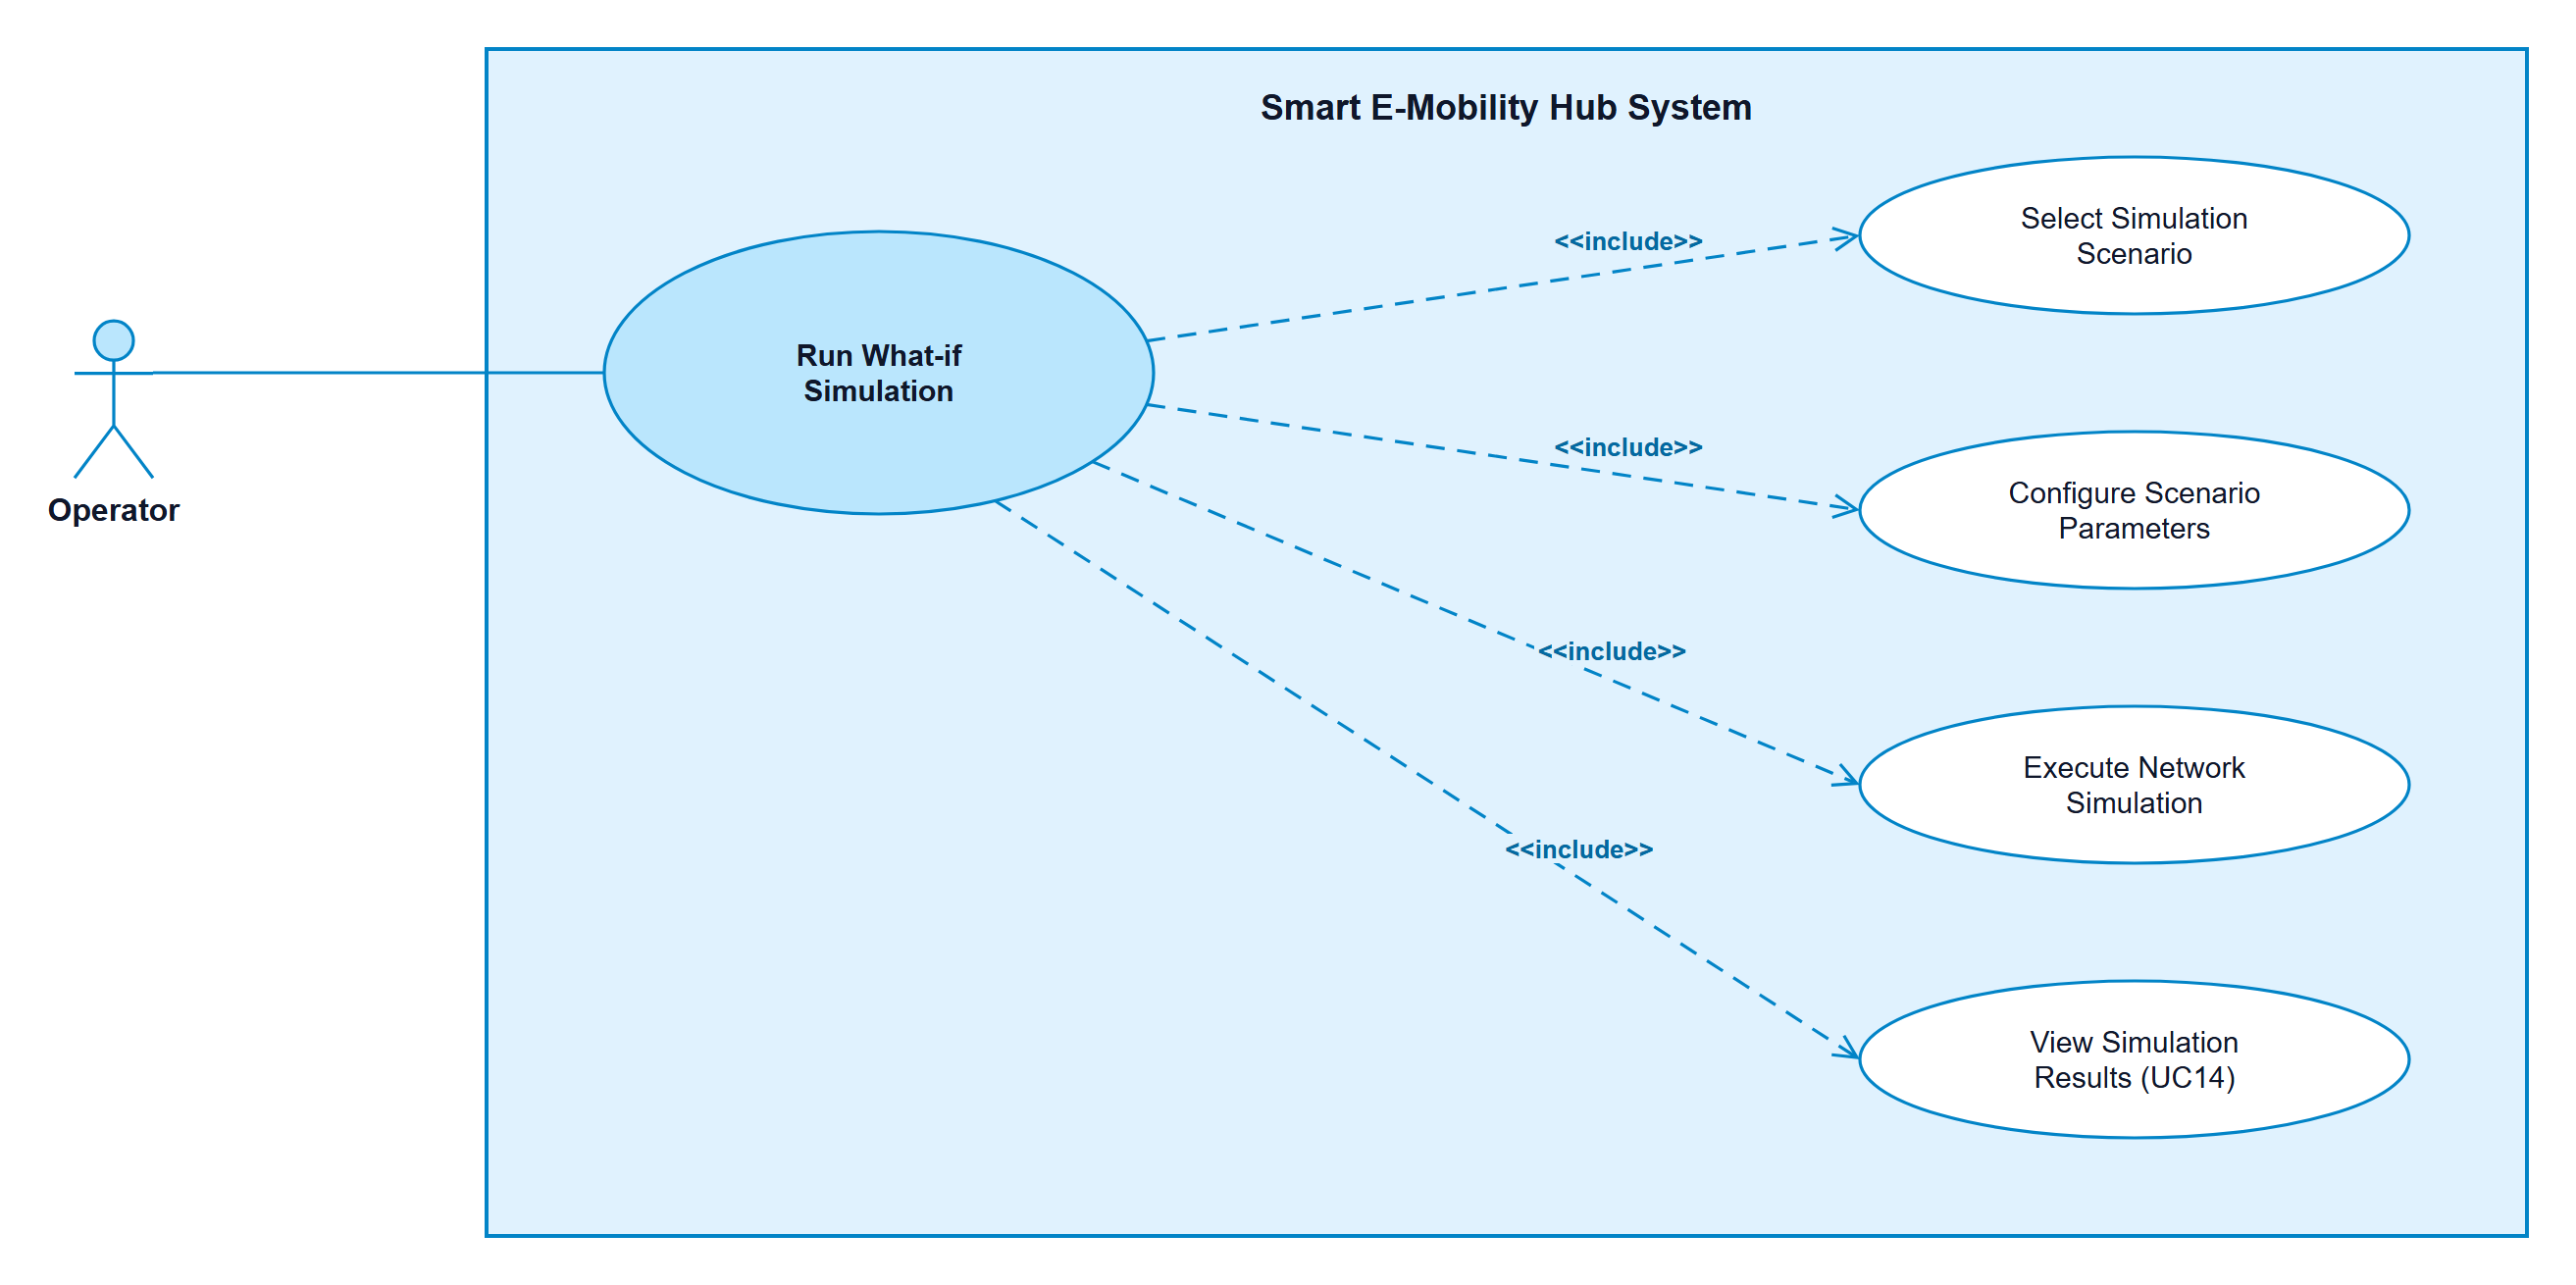 Smart E-Mobility Hub System
Select Simulation
Scenario
<<include>>
Run What-if
Simulation
<<include>>
Configure Scenario
Parameters
Operator
<<include>>
Execute Network
Simulation
<<include>>
View Simulation
Results (UC14)